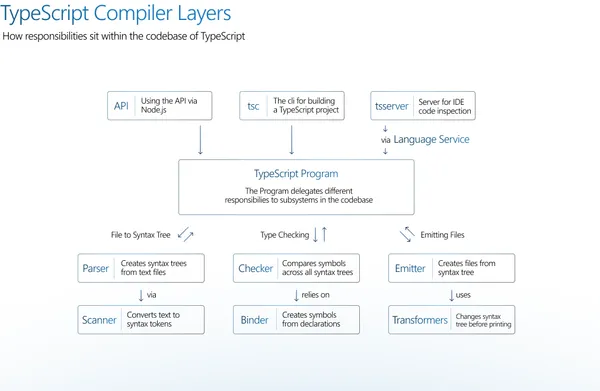 TypeScript Compiler Layers
How responsibilities sit within the codebase of TypeScript
API
Using the API via
Node.js
tsc
The cli for building
a TypeScript project
tsserver
Server for IDE
code inspection
via Language Service
TypeScript Program
The Program delegates different
responsibilies to subsystems in the codebase
File to Syntax Tree
Type Checking
Emitting Files
Parser
Creates syntax trees
from text files
Checker
Compares symbols
across all syntax trees
Emitter
Creates files from
syntax tree
via
relies on
uses
Scanner
Converts text to
syntax tokens
Binder
Creates symbols
from declarations
Transformers
Changes syntax
tree before printing